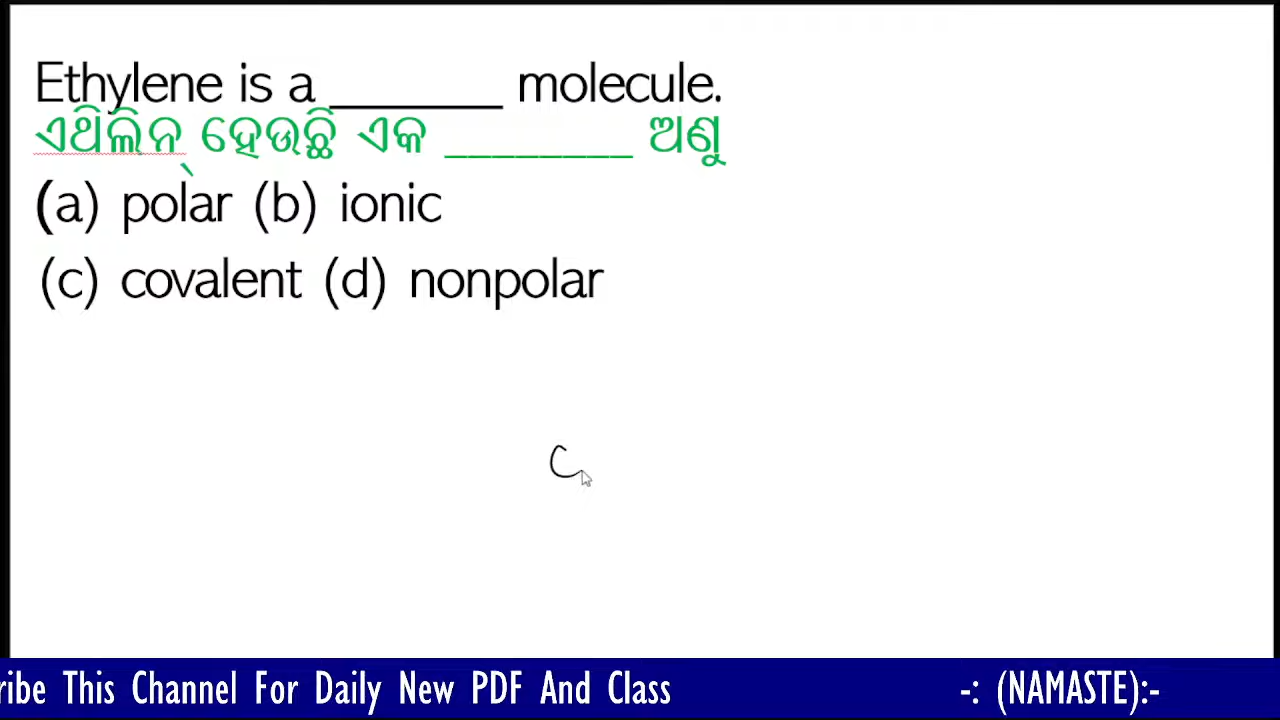 Ethylene is a _______ molecule.
ଏଥିଲିନ୍ ହେଉଛି ଏକ ________ ଅଣୁ
(a) polar (b) ionic
(c) covalent (d) nonpolar
C
ribe This Channel For Daily New PDF And Class -: (NAMASTE):-